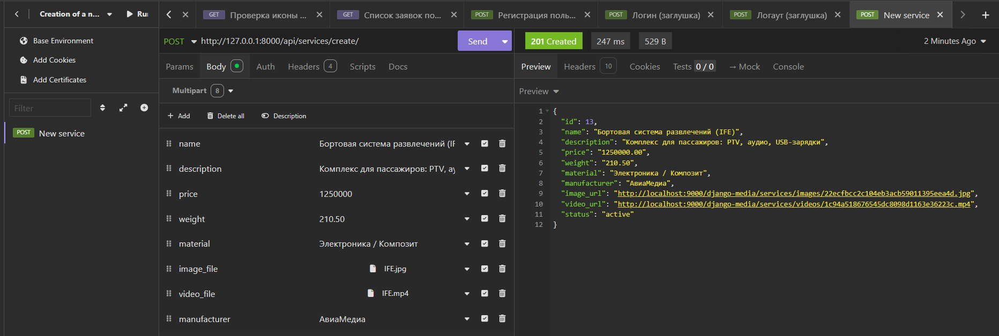 Creation of a n...
Ru
GET Проверка иконы ...
GET Список заявок по...
POST Регистрация поль...
POST Логин (заглушка)
POST Логаут (заглушка)
POST New service
Base Environment
Add Cookies
Add Certificates
Filter
POST New service
POST http://127.0.0.1:8000/api/services/create/
Send
201 Created 247 ms 529 B
2 Minutes Ago
Params Body Auth Headers 4 Scripts Docs
Multipart 8
Add Delete all Description
name Бортовая система развлечений (IF
description Комплекс для пассажиров: PTV, ау
price 1250000
weight 210.50
material Электроника / Композит
image_file IFE.jpg
video_file IFE.mp4
manufacturer АвиаМедиа
Preview Headers 10 Cookies Tests 0 / 0 → Mock Console
Preview
1 {
2 "id": 13,
3 "name": "Бортовая система развлечений (IFE)",
4 "description": "Комплекс для пассажиров: PTV, аудио, USB-зарядки",
5 "price": "1250000.00",
6 "weight": "210.50",
7 "material": "Электроника / Композит",
8 "manufacturer": "АвиаМедиа",
9 "image_url": "http://localhost:9000/django-media/services/images/22ecfbcc2c104eb3acb59011395eea4d.jpg",
10 "video_url": "http://localhost:9000/django-media/services/videos/1c94a518676545dc8098d1163e36223c.mp4",
11 "status": "active"
12 }